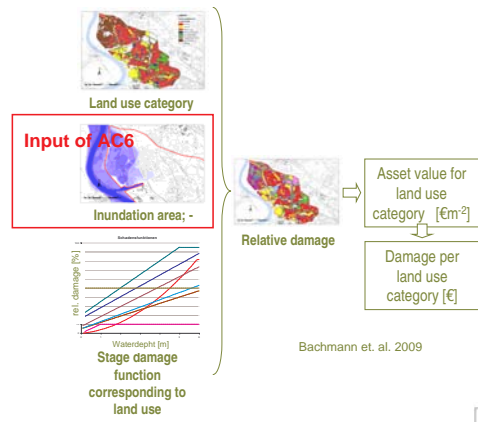 Land use category
Input of AC6
Inundation area; -
Schadensfunktionen
rel. damage [%]
Waterdepht [m]
Stage damage
function
corresponding to
land use
Relative damage
Asset value for
land use
category [€m-2]
Damage per
land use
category [€]
Bachmann et. al. 2009